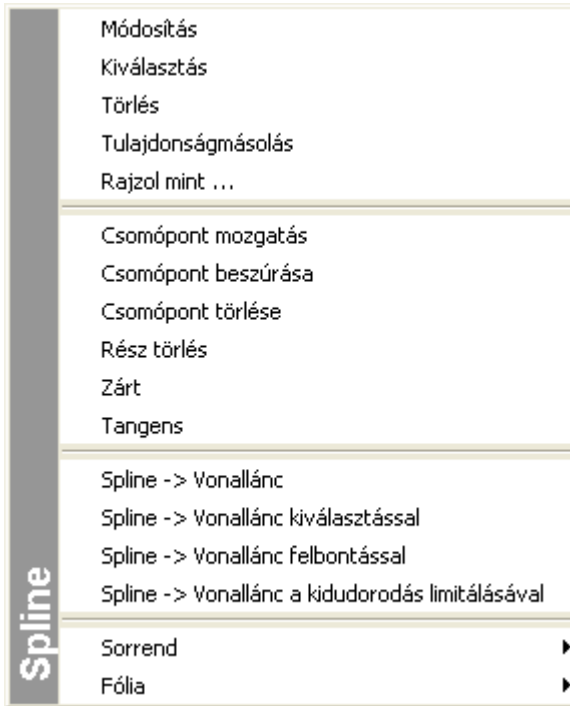 Módosítás
Kiválasztás
Törlés
Tulajdonságmásolás
Rajzol mint ...
Csomópont mozgatás
Csomópont beszúrása
Csomópont törlése
Rész törlés
Zárt
Tangens
Spline -> Vonallánc
Spline -> Vonallánc kiválasztással
Spline -> Vonallánc felbontással
Spline -> Vonallánc a kidudorodás limitálásával
Sorrend
Fólia
Spline